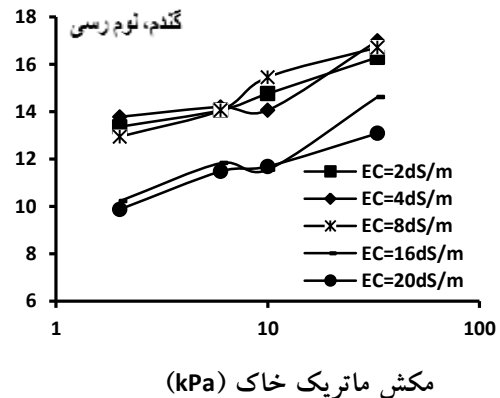 گندم، لوم رسی
18
16
14
12
10
8
6
EC=2dS/m
EC=4dS/m
EC=8dS/m
EC=16dS/m
EC=20dS/m
1 10 100
مکش ماتریک خاک (kPa)